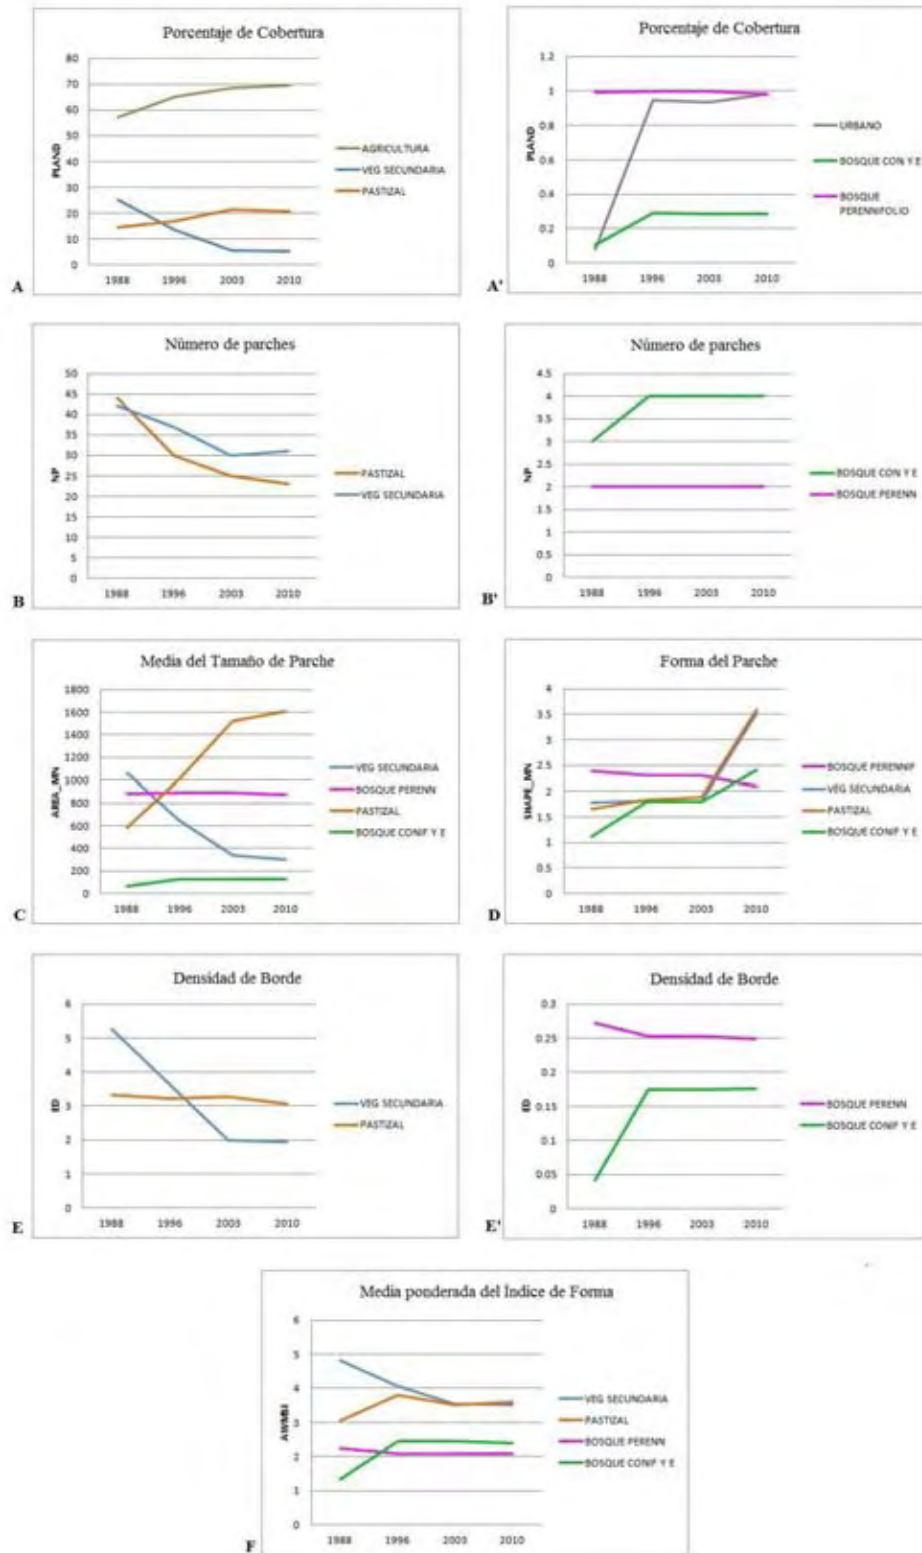 Porcentaje de Cobertura
80
70
60
50
40
30
20
10
0
PLAND
1988 1996 2003 2010
AGRICULTURA
VEG SECUNDARIA
PASTIZAL
A
Porcentaje de Cobertura
1.2
1
0.8
0.6
0.4
0.2
0
PLAND
1988 1996 2003 2010
URBANO
BOSQUE CON Y E
BOSQUE
PERENNIFOLIO
A'
Número de parches
50
45
40
35
30
25
20
15
10
5
0
NP
1988 1996 2003 2010
PASTIZAL
VEG SECUNDARIA
B
Número de parches
4.5
4
3.5
3
2.5
2
1.5
1
0.5
0
NP
1988 1996 2003 2010
BOSQUE CON Y E
BOSQUE PERENN
B'
Media del Tamaño de Parche
1800
1600
1400
1200
1000
800
600
400
200
0
AREA_MN
1988 1996 2003 2010
VEG SECUNDARIA
BOSQUE PERENN
PASTIZAL
BOSQUE CONIF Y E
C
Forma del Parche
4
3.5
3
2.5
2
1.5
1
0.5
0
SHAPE_MN
1988 1996 2003 2010
BOSQUE PERENNIF
VEG SECUNDARIA
PASTIZAL
BOSQUE CONIF Y E
D
Densidad de Borde
6
5
4
3
2
1
0
ED
1988 1996 2003 2010
VEG SECUNDARIA
PASTIZAL
E
Densidad de Borde
0.3
0.25
0.2
0.15
0.1
0.05
0
ED
1988 1996 2003 2010
BOSQUE PERENN
BOSQUE CONIF Y E
E'
Media ponderada del Índice de Forma
6
5
4
3
2
1
0
1988 1996 2003 2010
VEG SECUNDARIA
PASTIZAL
BOSQUE PERENN
BOSQUE CONIF Y E
F